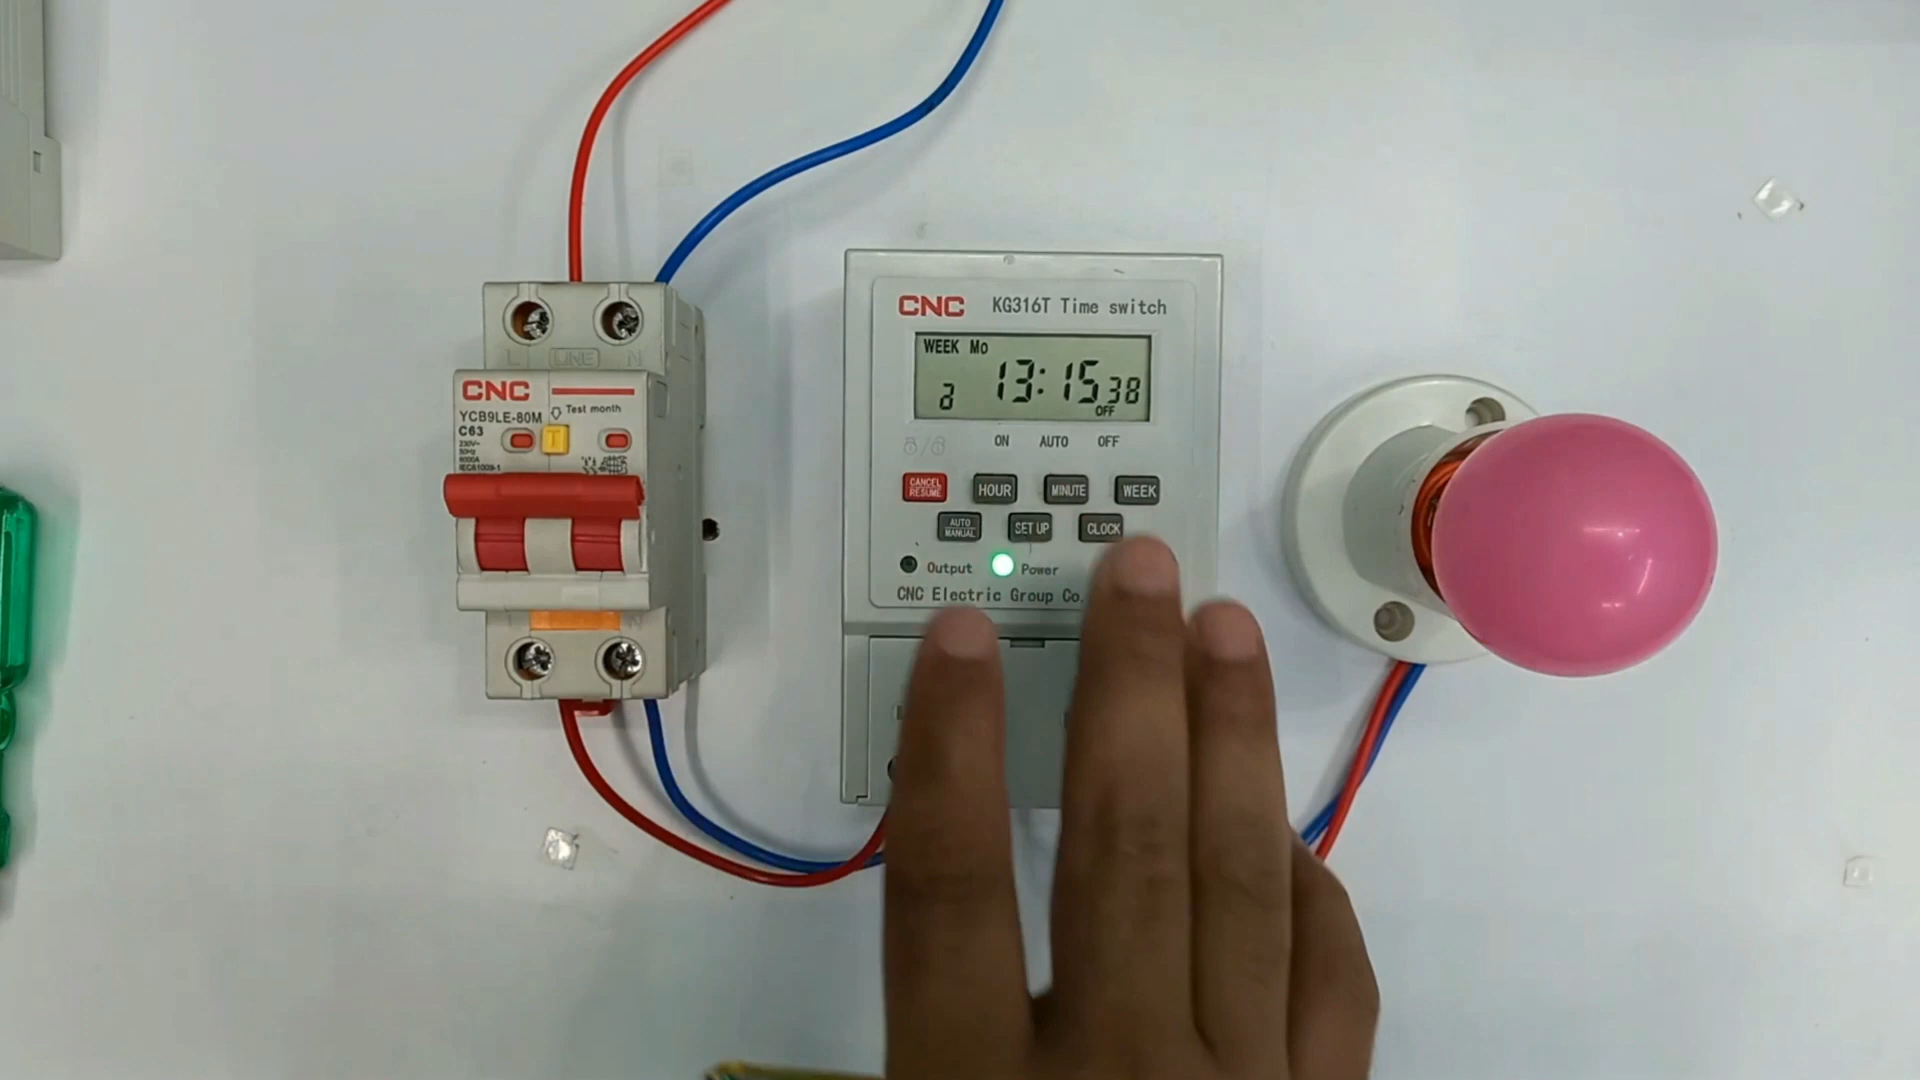 L LINE N
CNC
Test month
YCB9LE-80M
C63
230V~
50Hz
6000A
IEC61009-1
T
N
CNC KG316T Time switch
WEEK Mo
13:15 38
OFF
ON AUTO OFF
CANCEL
RESUME
HOUR
MINUTE
WEEK
AUTO
MANUAL
SET UP
CLOCK
Output
Power
CNC Electric Group Co.